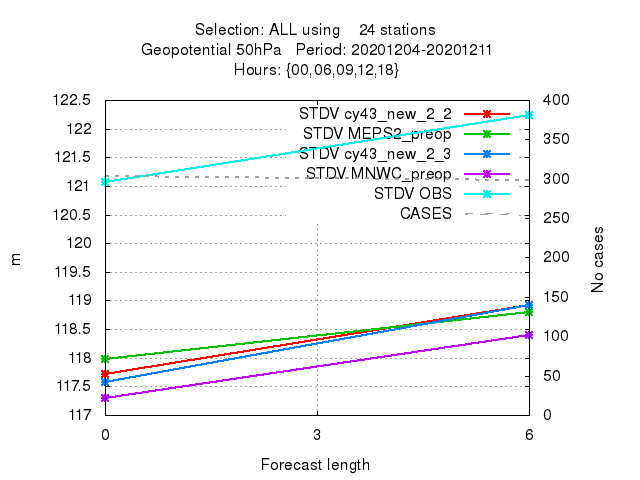 Selection: ALL using 24 stations
Geopotential 50hPa Period: 20201204-20201211
Hours: {00,06,09,12,18}
122.5
122
121.5
121
120.5
120
119.5
119
118.5
118
117.5
117
m
STDV cy43_new_2_2
STDV MEPS2_preop
STDV cy43_new_2_3
STDV MNWC_preop
STDV OBS
CASES
400
350
300
250
200
150
100
50
0
No cases
0 3 6
Forecast length